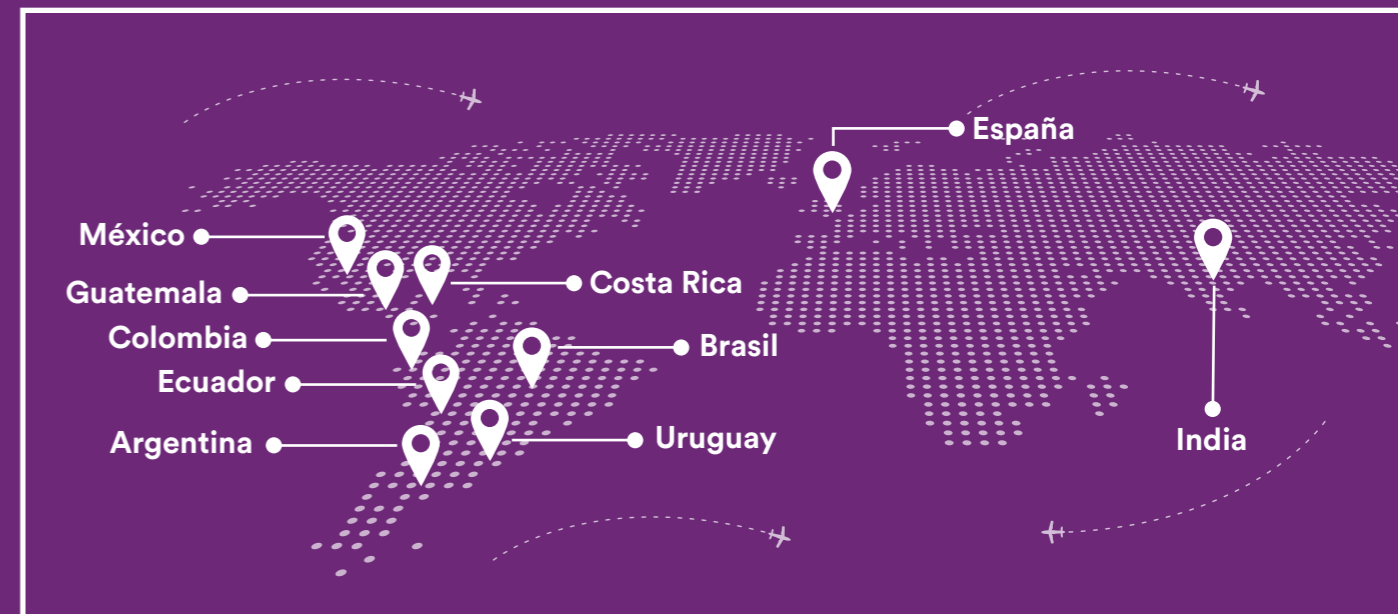 España
México
Costa Rica
Guatemala
Colombia
Brasil
Ecuador
Argentina
Uruguay
India